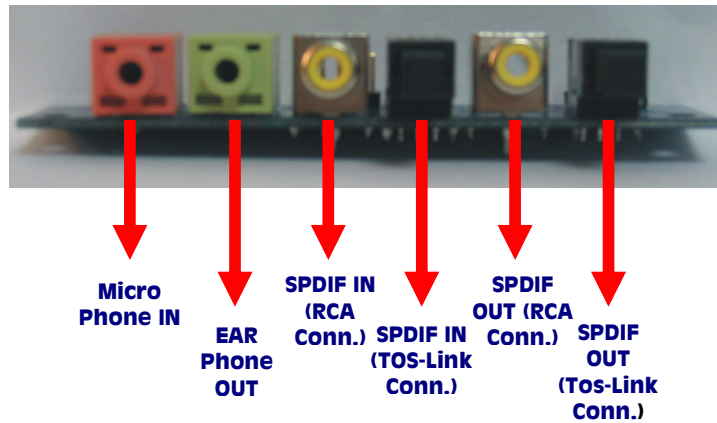 Micro
Phone IN
EAR
Phone
OUT
SPDIF IN
(RCA
Conn.)
SPDIF IN
(TOS-Link
Conn.)
SPDIF
OUT (RCA
Conn.)
SPDIF
OUT
(Tos-Link
Conn.)